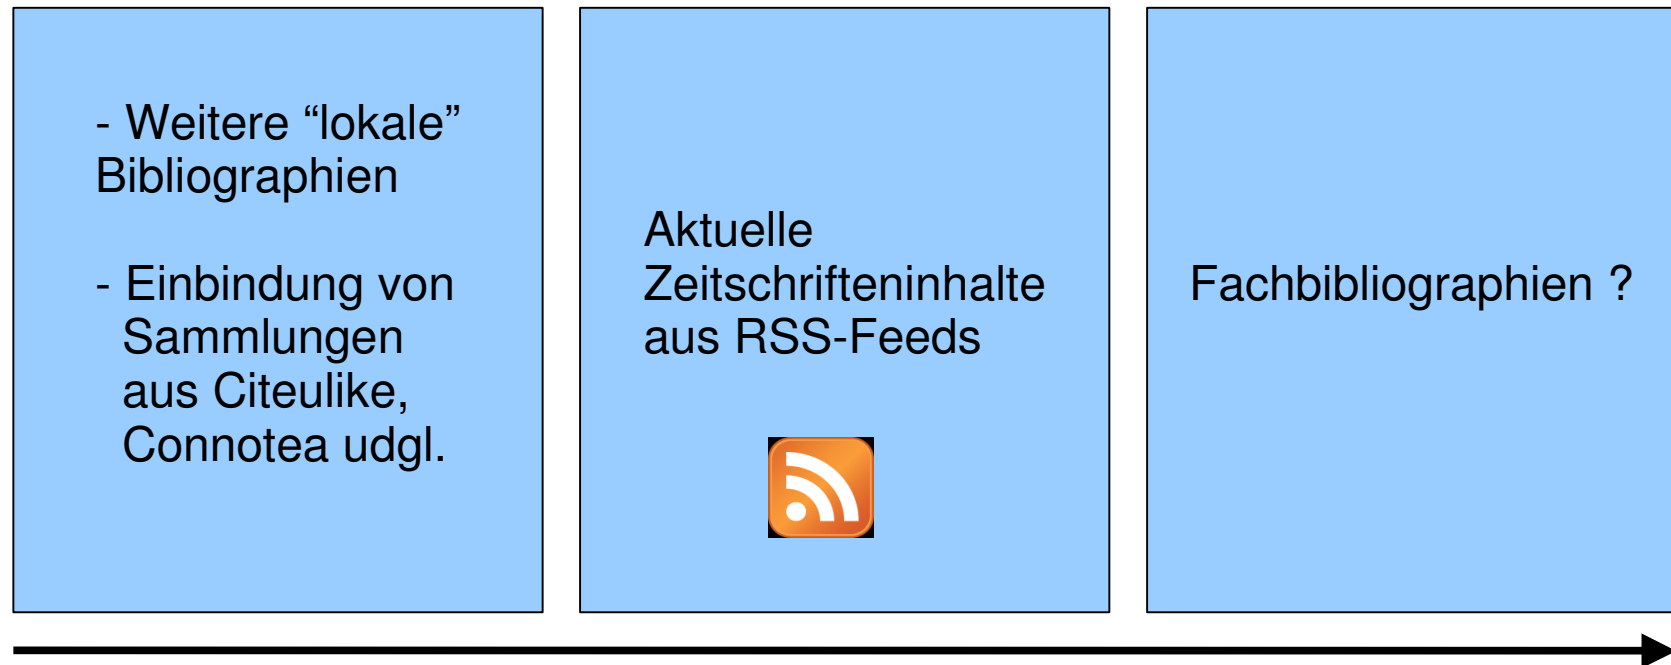 - Weitere “lokale”
Bibliographien
- Einbindung von
Sammlungen
aus Citeulike,
Connotea udgl.
Aktuelle
Zeitschrifteninhalte
aus RSS-Feeds
Fachbibliographien ?